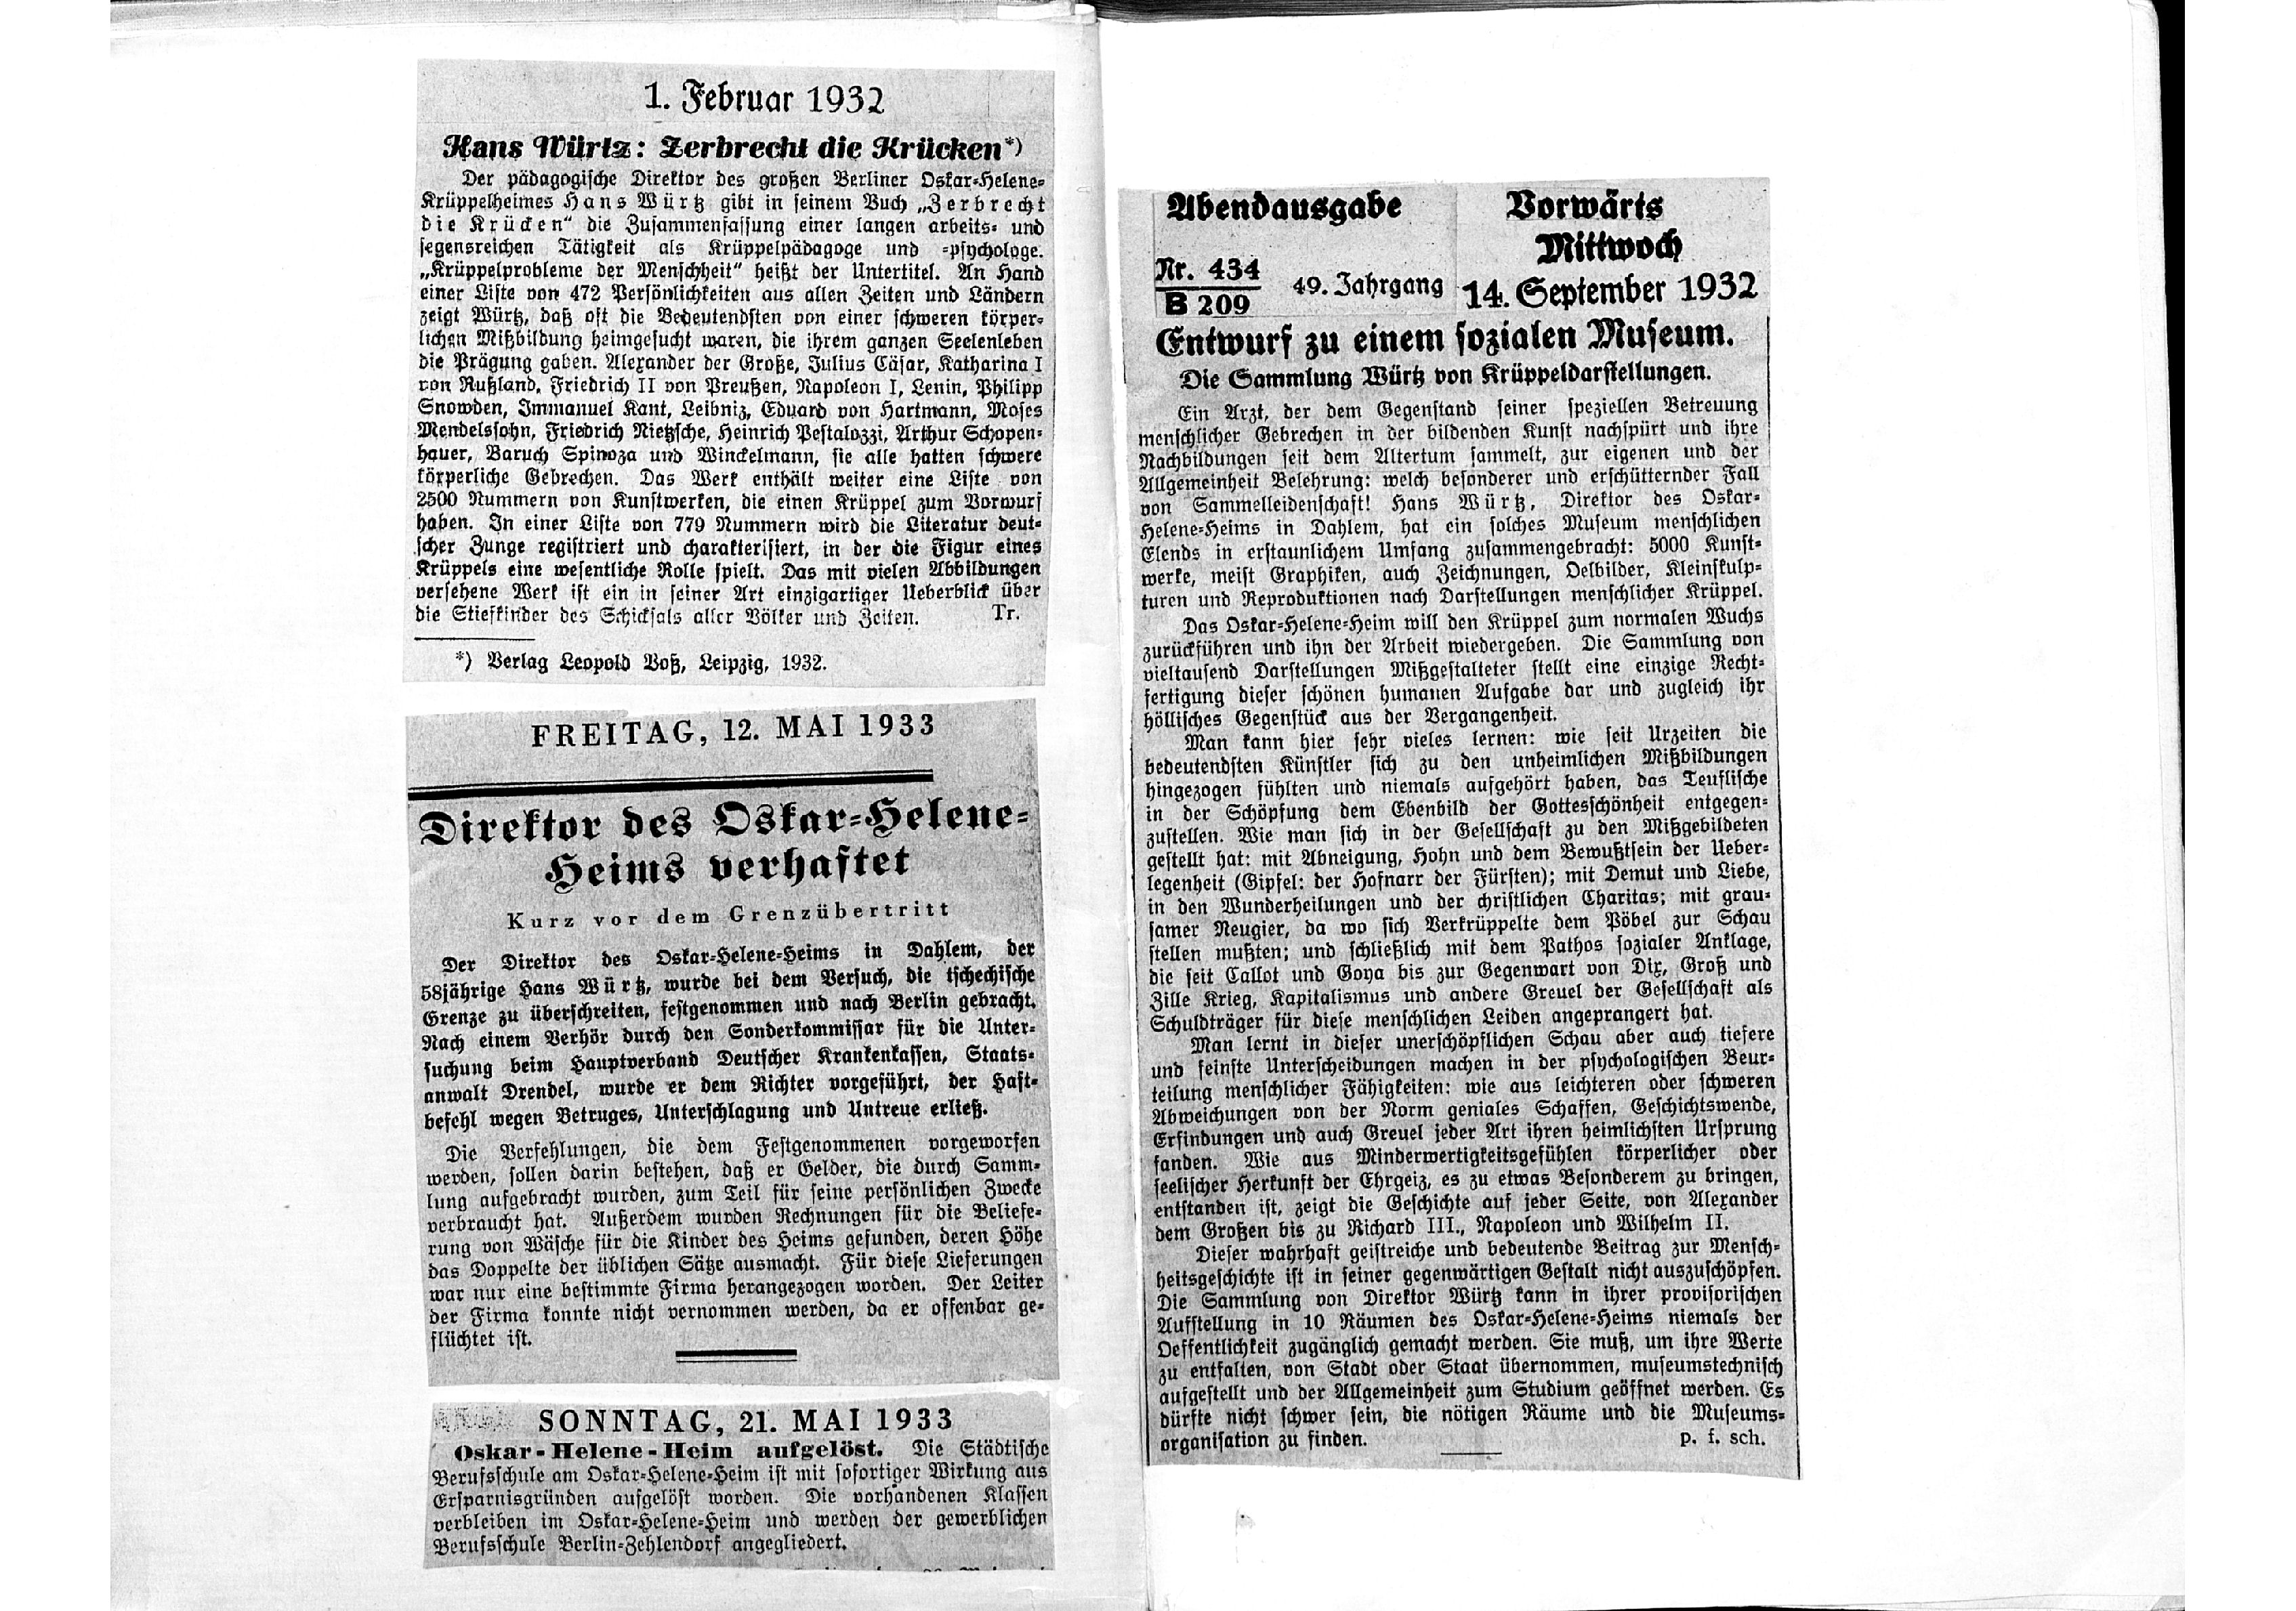 1. Februar 1932
Hans Würtz: Zerbrecht die Krücken*)
Der pädagogische Direktor des großen Berliner Oskar-Helene-
Krüppelheimes Hans Würtz gibt in seinem Buch „Zerbrecht
die Krücken“ die Zusammenfassung einer langen arbeits- und
segensreichen Tätigkeit als Krüppelpädagoge und -psychologe.
„Krüppelprobleme der Menschheit“ heißt der Untertitel. An Hand
einer Liste von 472 Persönlichkeiten aus allen Zeiten und Ländern
zeigt Würtz, daß oft die Bedeutendsten von einer schweren körper-
lichen Mißbildung heimgesucht waren, die ihrem ganzen Seelenleben
die Prägung gaben. Alexander der Große, Julius Cäsar, Katharina I
von Rußland, Friedrich II von Preußen, Napoleon I, Lenin, Philipp
Snowden, Immanuel Kant, Leibniz, Eduard von Hartmann, Moses
Mendelssohn, Friedrich Nietzsche, Heinrich Pestalozzi, Arthur Schopen-
hauer, Baruch Spinoza und Winckelmann, sie alle hatten schwere
körperliche Gebrechen. Das Werk enthält weiter eine Liste von
2500 Nummern von Kunstwerken, die einen Krüppel zum Vorwurf
haben. In einer Liste von 779 Nummern wird die Literatur deut-
scher Zunge registriert und charakterisiert, in der die Figur eines
Krüppels eine wesentliche Rolle spielt. Das mit vielen Abbildungen
versehene Werk ist ein in seiner Art einzigartiger Ueberblick über
die Stiefkinder des Schicksals aller Völker und Zeiten. Tr.
*) Verlag Leopold Voß, Leipzig, 1932.
FREITAG, 12. MAI 1933
Direktor des Oskar-Helene-
Heims verhaftet
Kurz vor dem Grenzübertritt
Der Direktor des Oskar-Helene-Heims in Dahlem, der
58jährige Hans Würtz, wurde bei dem Versuch, die tschechische
Grenze zu überschreiten, festgenommen und nach Berlin gebracht.
Nach einem Verhör durch den Sonderkommissar für die Unter-
suchung beim Hauptverband Deutscher Krankenkassen, Staats-
anwalt Drendel, wurde er dem Richter vorgeführt, der Haft-
befehl wegen Betruges, Unterschlagung und Untreue erließ.
Die Verfehlungen, die dem Festgenommenen vorgeworfen
werden, sollen darin bestehen, daß er Gelder, die durch Samm-
lung aufgebracht wurden, zum Teil für seine persönlichen Zwecke
verbraucht hat. Außerdem wurden Rechnungen für die Beliefe-
rung von Wäsche für die Kinder des Heims gefunden, deren Höhe
das Doppelte der üblichen Sätze ausmacht. Für diese Lieferungen
war nur eine bestimmte Firma herangezogen worden. Der Leiter
der Firma konnte nicht vernommen werden, da er offenbar ge-
flüchtet ist.
SONNTAG, 21. MAI 1933
Oskar-Helene-Heim aufgelöst. Die Städtische
Berufsschule am Oskar-Helene-Heim ist mit sofortiger Wirkung aus
Ersparnisgründen aufgelöst worden. Die vorhandenen Klassen
verbleiben im Oskar-Helene-Heim und werden der gewerblichen
Berufsschule Berlin-Zehlendorf angegliedert.
Abendausgabe
Nr. 434
B 209
49. Jahrgang
Vorwärts
Mittwoch
14. September 1932
Entwurf zu einem sozialen Museum.
Die Sammlung Würtz von Krüppeldarstellungen.
Ein Arzt, der dem Gegenstand seiner speziellen Betreuung
menschlicher Gebrechen in der bildenden Kunst nachspürt und ihre
Nachbildungen seit dem Altertum sammelt, zur eigenen und der
Allgemeinheit Belehrung: welch besonderer und erschütternder Fall
von Sammelleidenschaft! Hans Würtz, Direktor des Oskar-
Helene-Heims in Dahlem, hat ein solches Museum menschlichen
Elends in erstaunlichem Umfang zusammengebracht: 5000 Kunst-
werke, meist Graphiken, auch Zeichnungen, Oelbilder, Kleinskulp-
turen und Reproduktionen nach Darstellungen menschlicher Krüppel.
Das Oskar-Helene-Heim will den Krüppel zum normalen Wuchs
zurückführen und ihn der Arbeit wiedergeben. Die Sammlung von
vieltausend Darstellungen Mißgestalteter stellt eine einzige Recht-
fertigung dieser schönen humanen Aufgabe dar und zugleich ihr
höllisches Gegenstück aus der Vergangenheit.
Man kann hier sehr vieles lernen: wie seit Urzeiten die
bedeutendsten Künstler sich zu den unheimlichen Mißbildungen
hingezogen fühlten und niemals aufgehört haben, das Teuflische
in der Schöpfung dem Ebenbild der Gottesschönheit entgegen-
zustellen. Wie man sich in der Gesellschaft zu den Mißgebildeten
gestellt hat: mit Abneigung, Hohn und dem Bewußtsein der Ueber-
legenheit (Gipfel: der Hofnarr der Fürsten); mit Demut und Liebe,
in den Wunderheilungen und der christlichen Charitas; mit grau-
samer Neugier, da wo sich Verkrüppelte dem Pöbel zur Schau
stellen mußten; und schließlich mit dem Pathos sozialer Anklage,
die seit Callot und Goya bis zur Gegenwart von Dix, Groß und
Zille Krieg, Kapitalismus und andere Greuel der Gesellschaft als
Schuldträger für diese menschlichen Leiden angeprangert hat.
Man lernt in dieser unerschöpflichen Schau aber auch tiefere
und feinste Unterscheidungen machen in der psychologischen Beur-
teilung menschlicher Fähigkeiten: wie aus leichteren oder schweren
Abweichungen von der Norm geniales Schaffen, Geschichtswende,
Erfindungen und auch Greuel jeder Art ihren heimlichsten Ursprung
fanden. Wie aus Minderwertigkeitsgefühlen körperlicher oder
seelischer Herkunft der Ehrgeiz, es zu etwas Besonderem zu bringen,
entstanden ist, zeigt die Geschichte auf jeder Seite, von Alexander
dem Großen bis zu Richard III., Napoleon und Wilhelm II.
Dieser wahrhaft geistreiche und bedeutende Beitrag zur Mensch-
heitsgeschichte ist in seiner gegenwärtigen Gestalt nicht auszuschöpfen.
Die Sammlung von Direktor Würtz kann in ihrer provisorischen
Aufstellung in 10 Räumen des Oskar-Helene-Heims niemals der
Oeffentlichkeit zugänglich gemacht werden. Sie muß, um ihre Werte
zu entfalten, von Stadt oder Staat übernommen, museumstechnisch
aufgestellt und der Allgemeinheit zum Studium geöffnet werden. Es
dürfte nicht schwer sein, die nötigen Räume und die Museums-
organisation zu finden. p. f. sch.